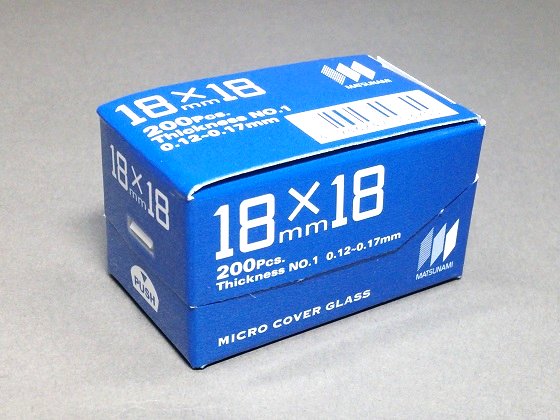 18×18
mm
200Pcs.
Thickness NO.1
0.12~0.17mm
MATSUNAMI
18×18
PUSH
18×18
mm
200Pcs.
Thickness NO.1 0.12~0.17mm
MATSUNAMI
MICRO COVER GLASS